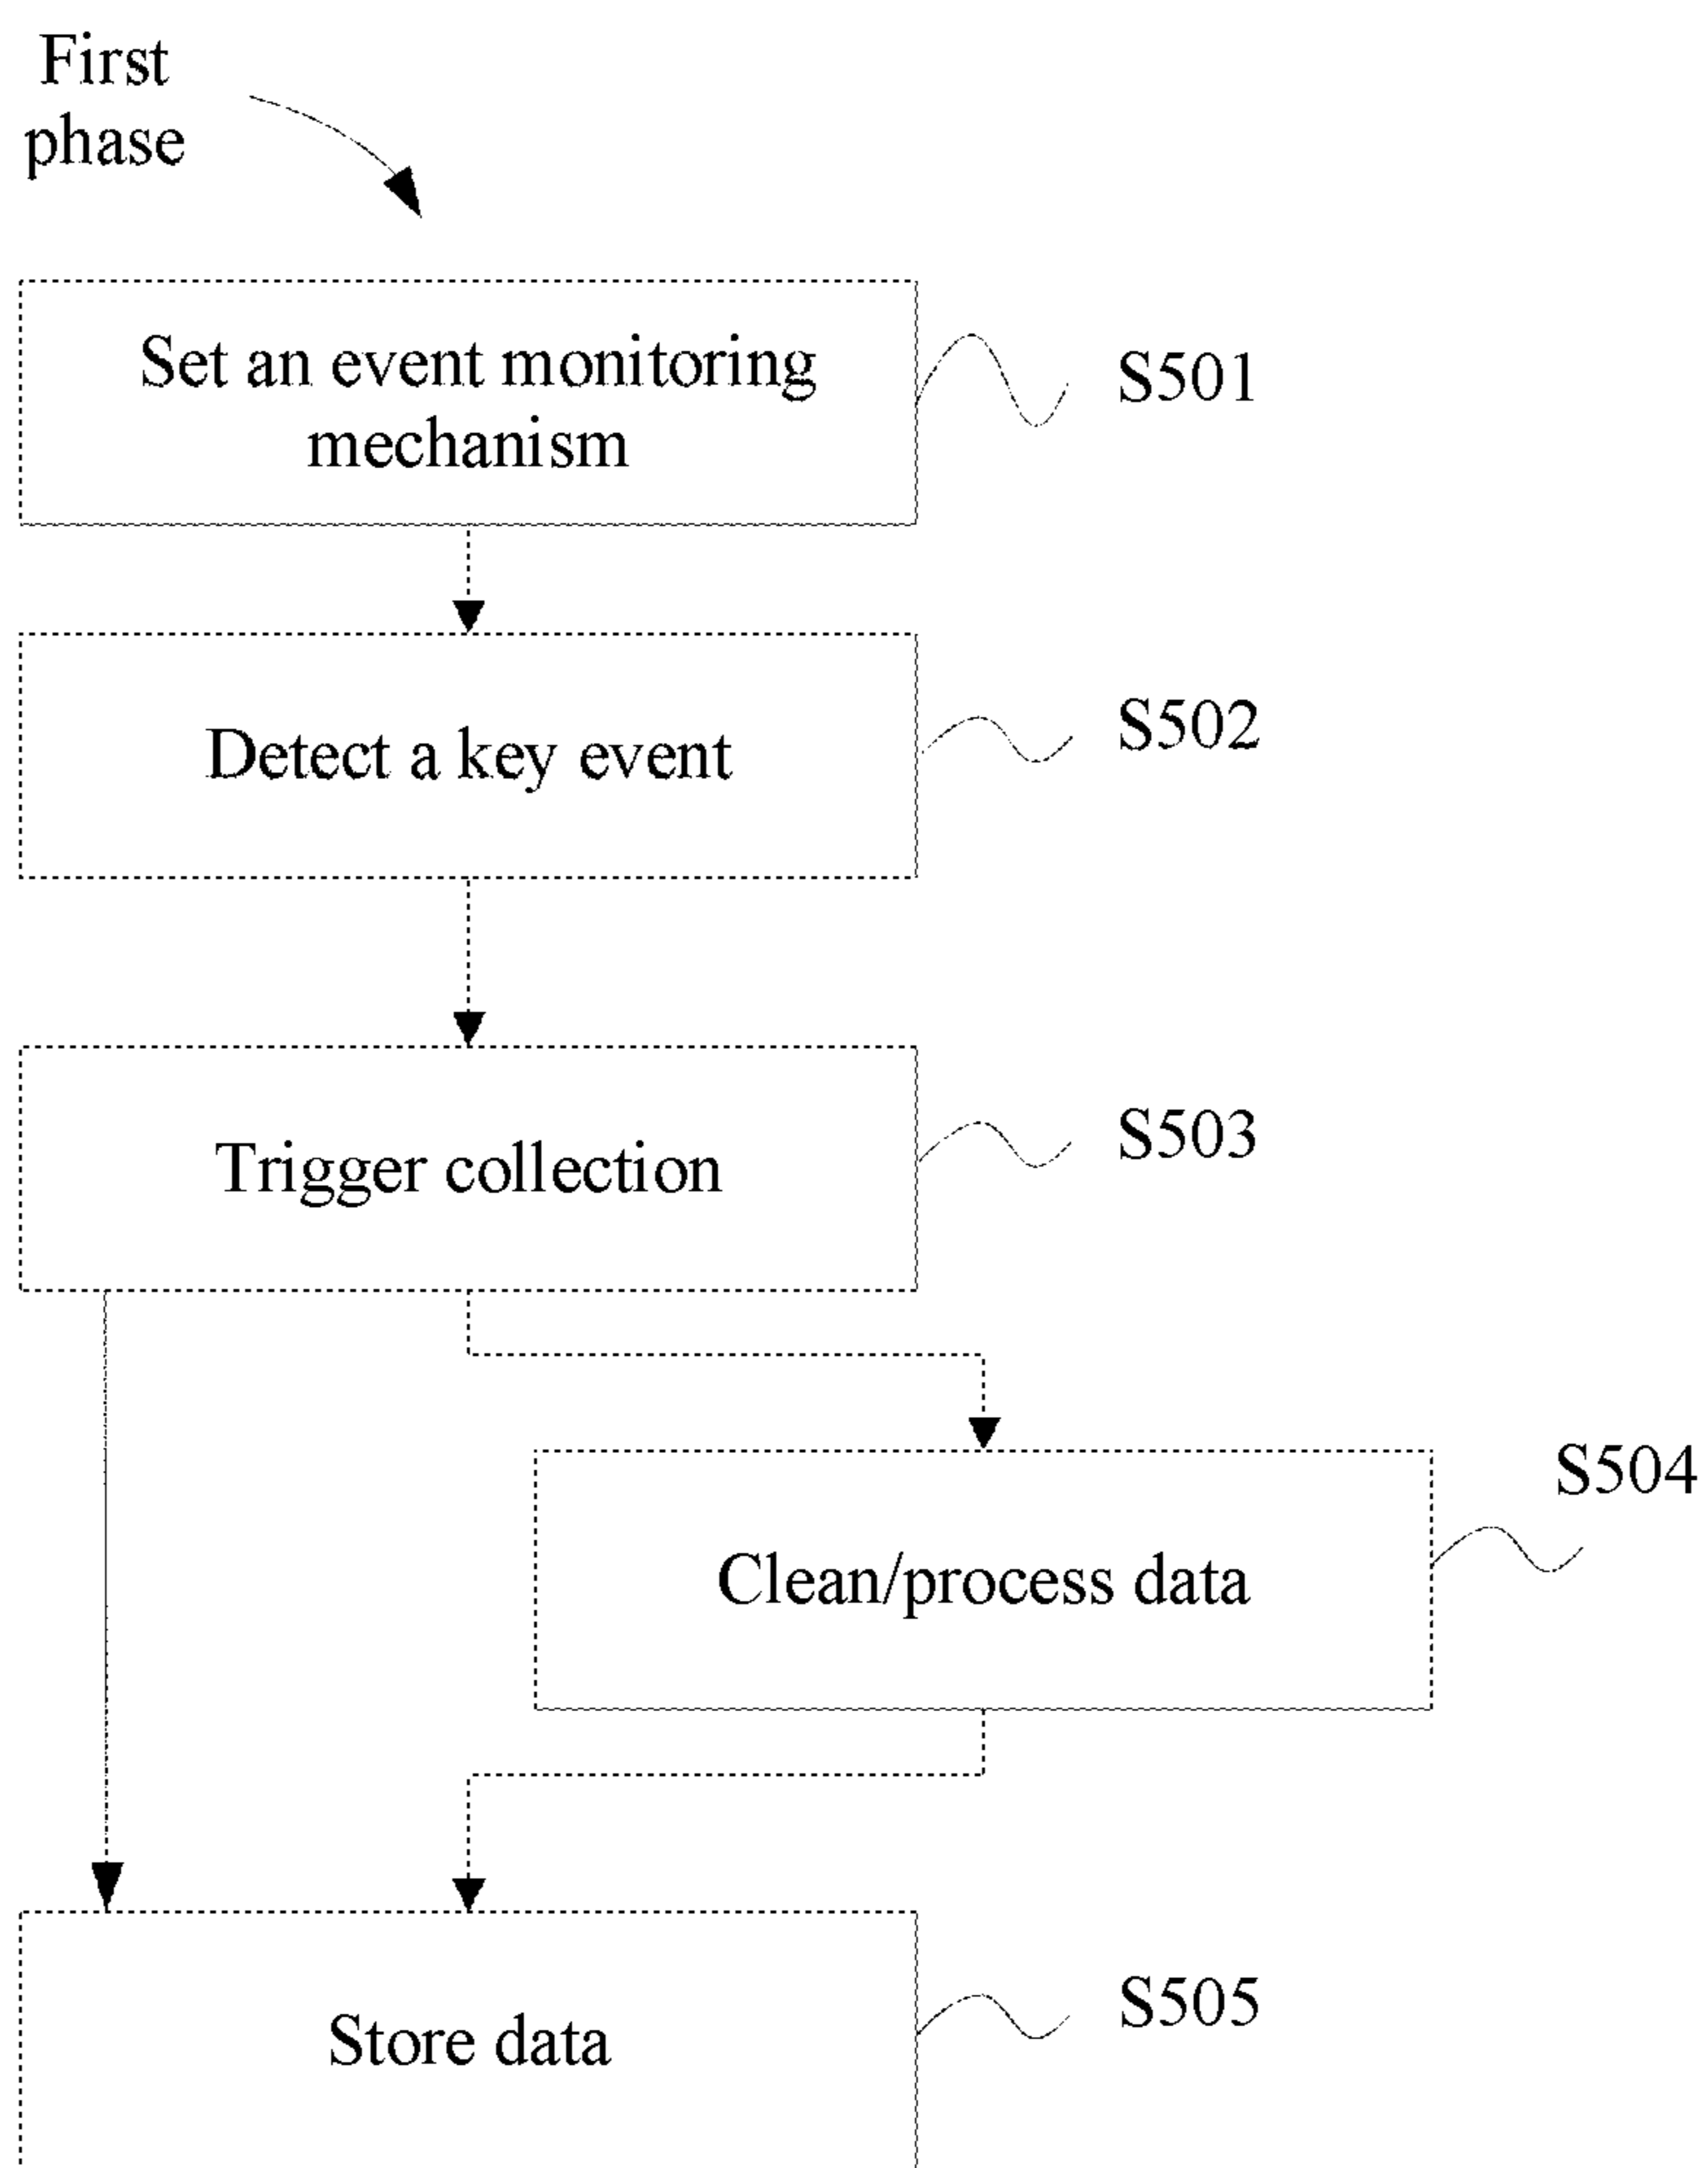 First
phase
Set an event monitoring
mechanism
S501
Detect a key event
S502
Trigger collection
S503
Clean/process data
S504
Store data
S505